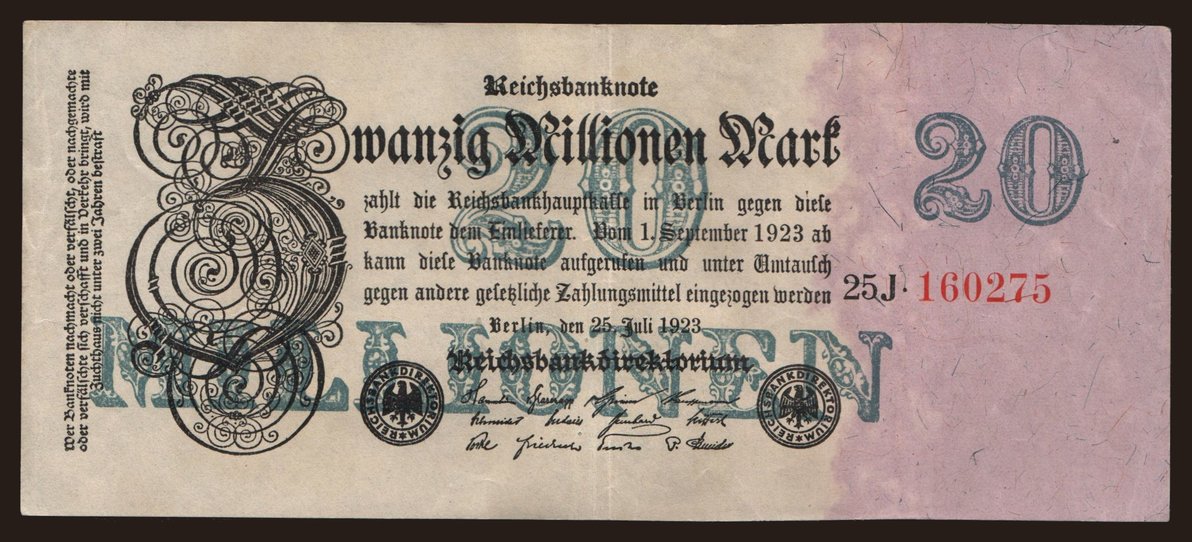 Reichsbanknote
Zwanzig Millionen Mark
zahlt die Reichsbankhauptkasse in Berlin gegen diese
Banknote dem Einlieferer. Vom 1. September 1923 ab
kann diese Banknote aufgerufen und unter Umtausch
gegen andere gesetzliche Zahlungsmittel eingezogen werden
Berlin, den 25. Juli 1923
Reichsbankdirektorium
REICHSBANKDIREKTORIUM
REICHSBANKDIREKTORIUM
20
MILLIONEN
20
25J·160275
Wer Banknoten nachmacht oder verfälscht, oder nachgemachte
oder verfälschte sich verschafft und in Verkehr bringt, wird mit
Zuchthaus nicht unter zwei Jahren bestraft